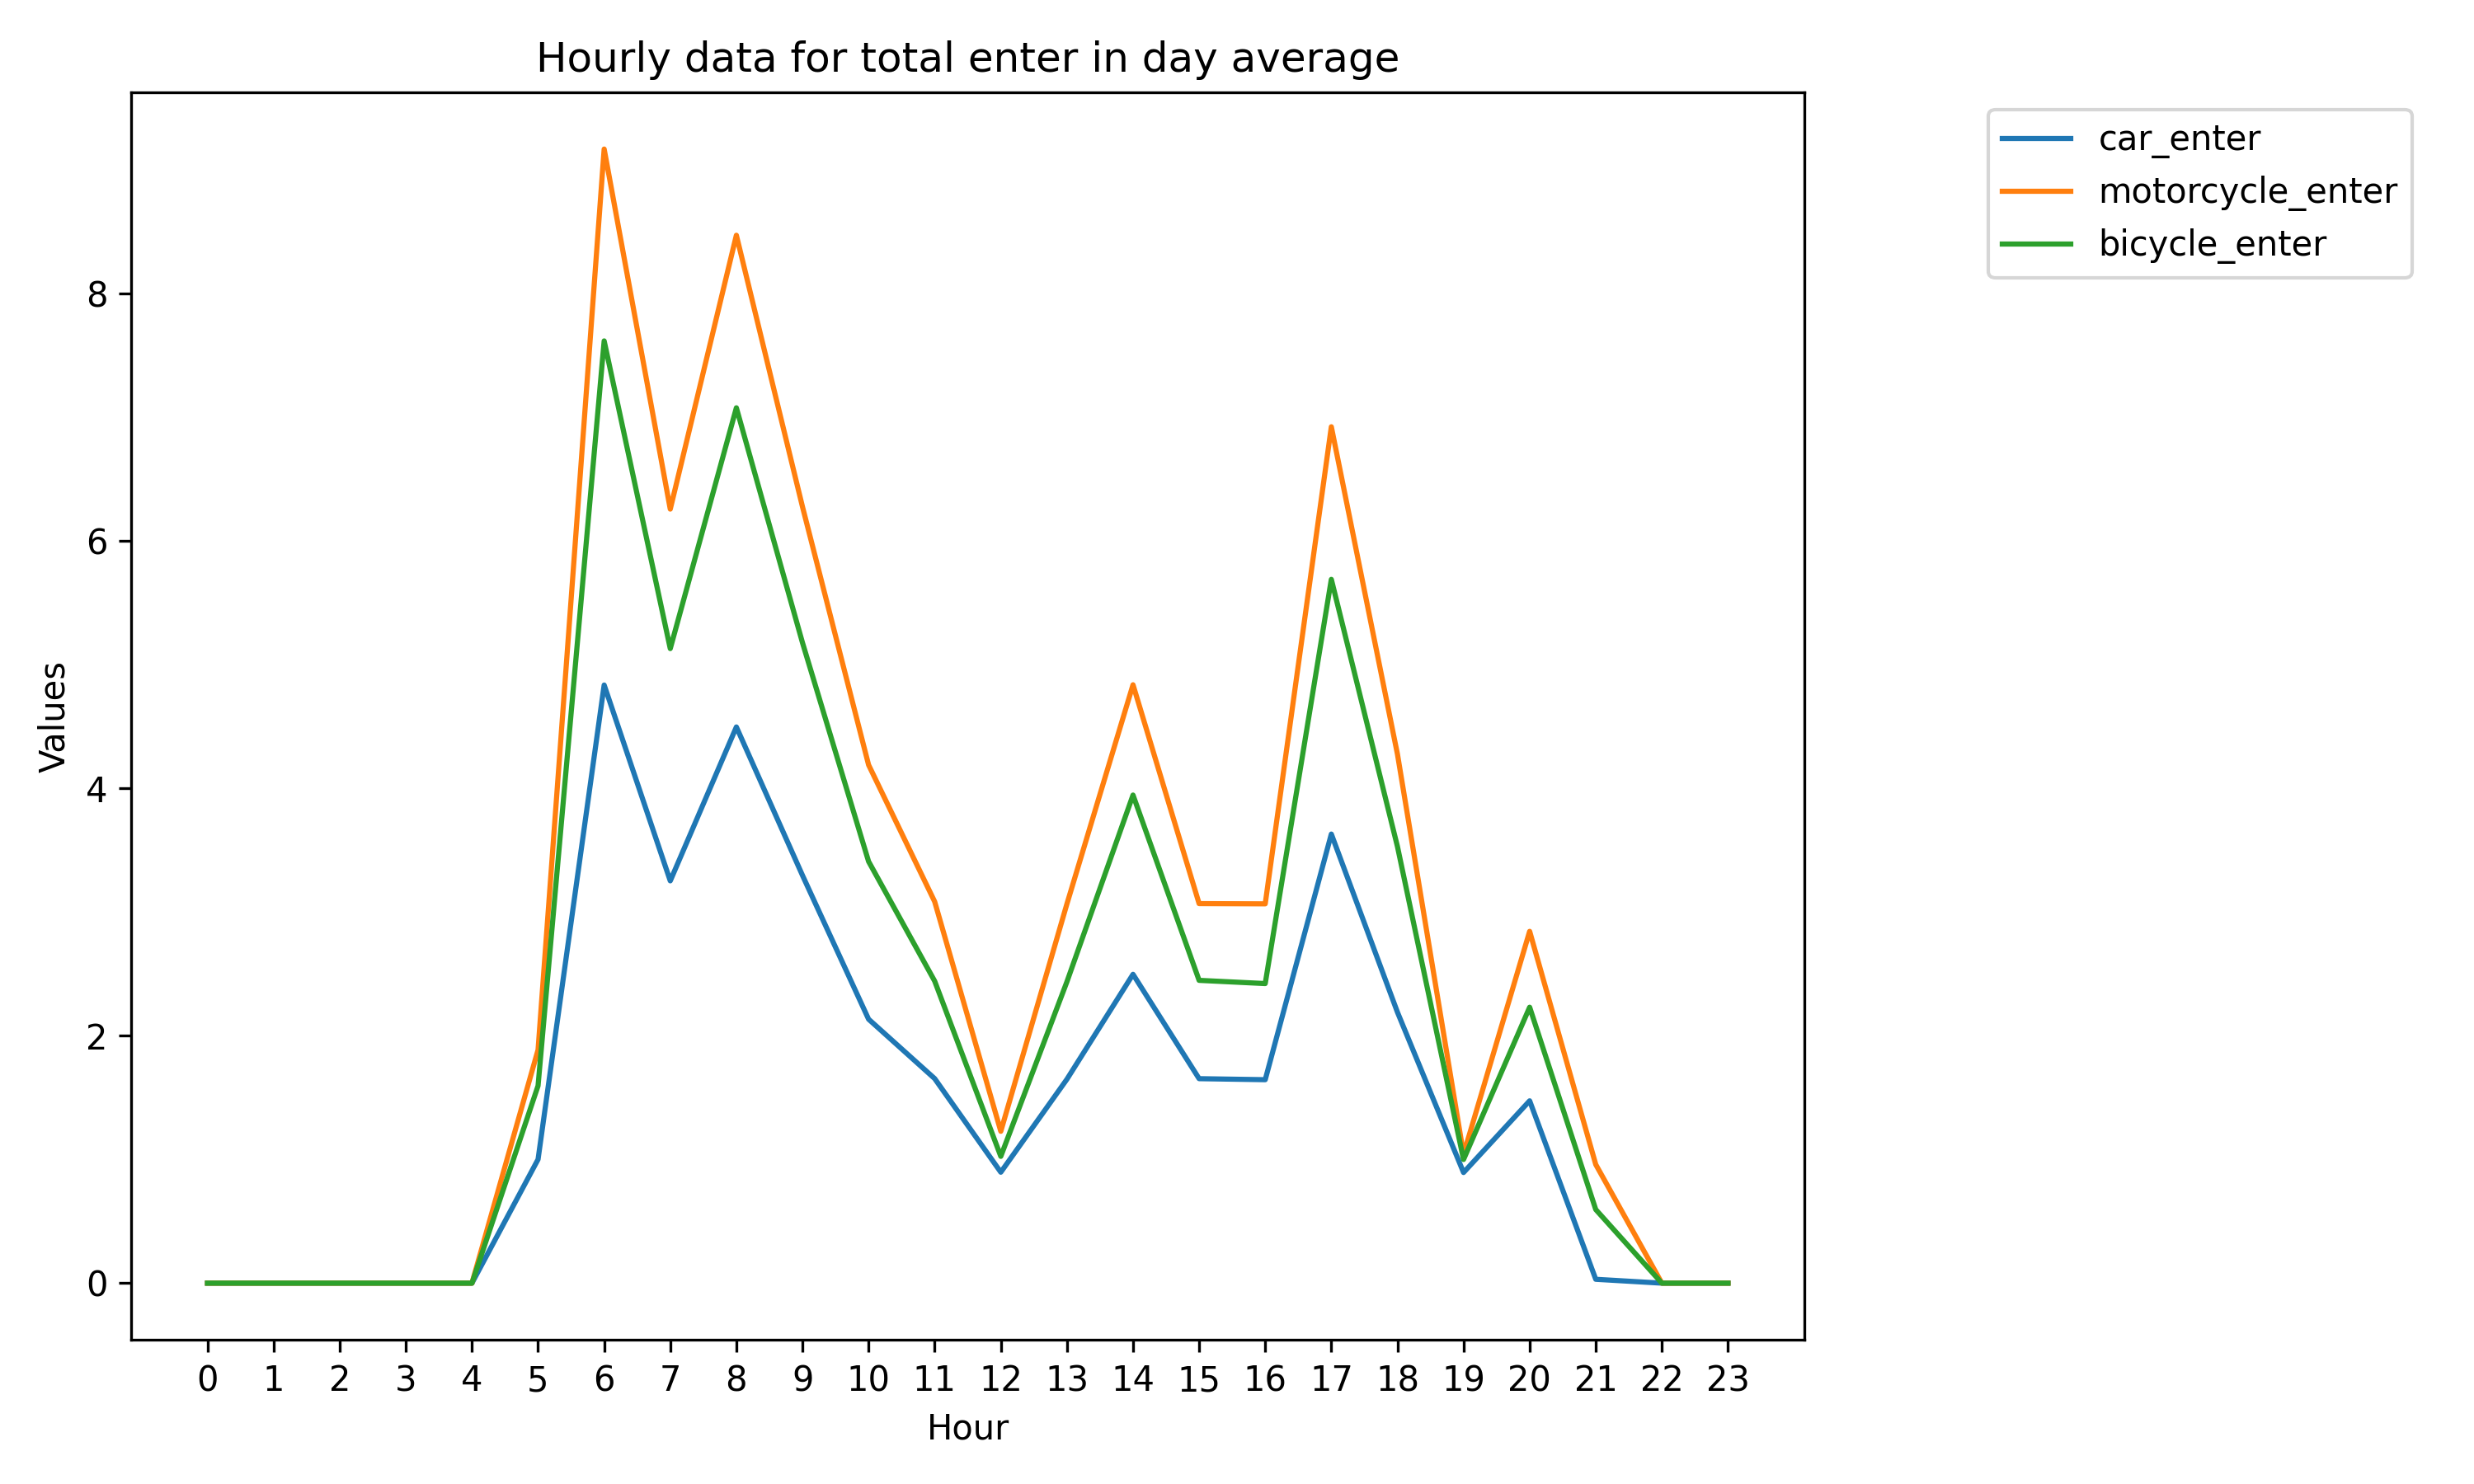 Hourly data for total enter in day average
car_enter
motorcycle_enter
bicycle_enter
8
6
4
2
0
Values
0 1 2 3 4 5 6 7 8 9 10 11 12 13 14 15 16 17 18 19 20 21 22 23
Hour